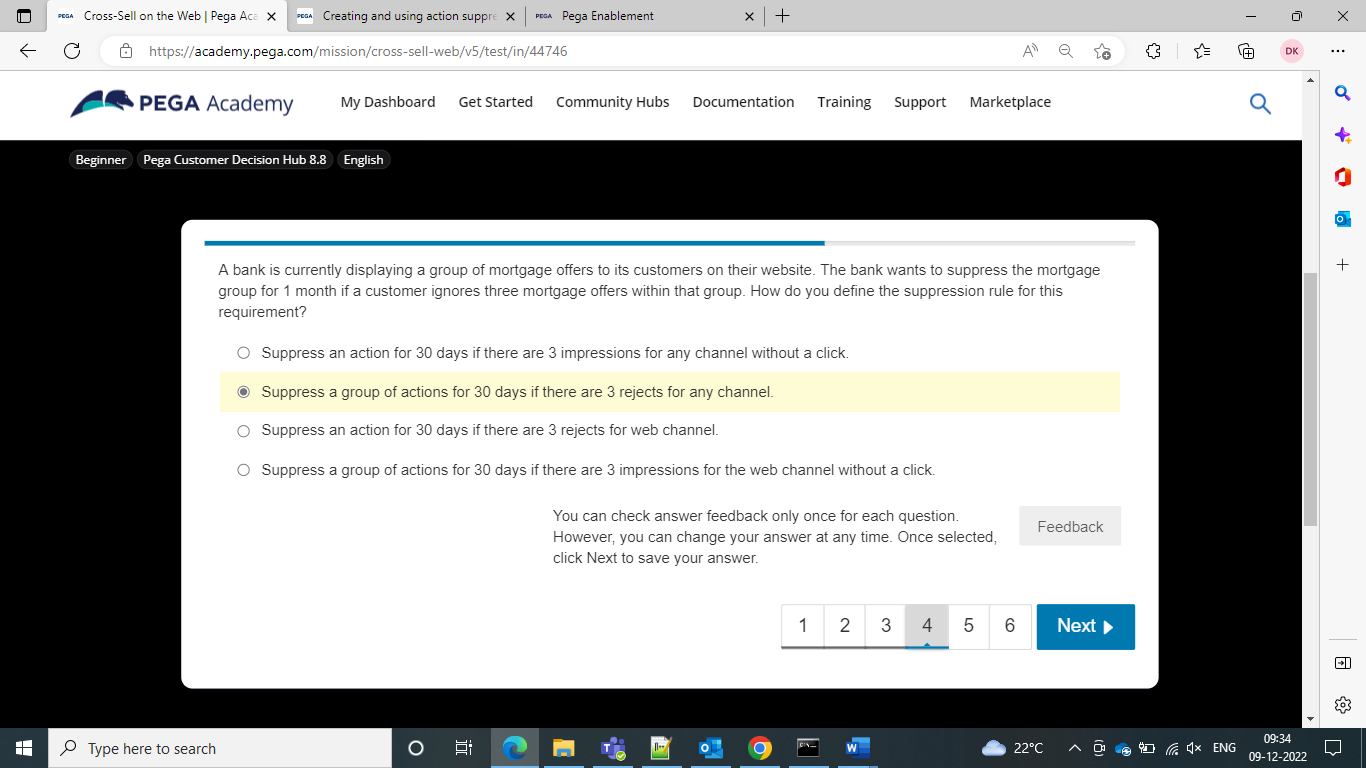 Cross-Sell on the Web | Pega Aca
Creating and using action suppre
Pega Enablement
https://academy.pega.com/mission/cross-sell-web/v5/test/in/44746
DK
PEGA Academy
My Dashboard
Get Started
Community Hubs
Documentation
Training
Support
Marketplace
Beginner
Pega Customer Decision Hub 8.8
English
A bank is currently displaying a group of mortgage offers to its customers on their website. The bank wants to suppress the mortgage
group for 1 month if a customer ignores three mortgage offers within that group. How do you define the suppression rule for this
requirement?
Suppress an action for 30 days if there are 3 impressions for any channel without a click.
Suppress a group of actions for 30 days if there are 3 rejects for any channel.
Suppress an action for 30 days if there are 3 rejects for web channel.
Suppress a group of actions for 30 days if there are 3 impressions for the web channel without a click.
You can check answer feedback only once for each question.
However, you can change your answer at any time. Once selected,
click Next to save your answer.
Feedback
1 2 3 4 5 6 Next
Type here to search
22°C
ENG
09:34
09-12-2022